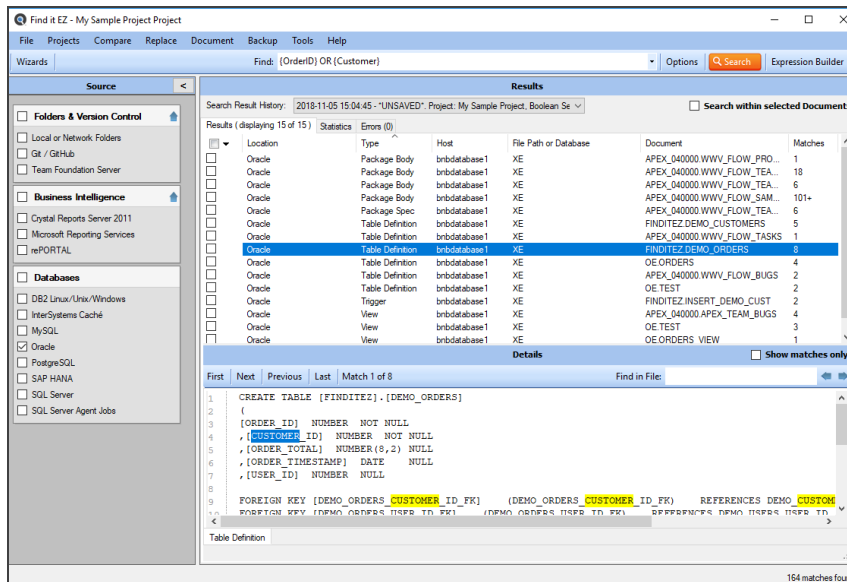 Find it EZ - My Sample Project Project
File Projects Compare Replace Document Backup Tools Help
Wizards Find: {OrderID} OR {Customer} Options Search Expression Builder
Source <
Folders & Version Control
Local or Network Folders
Git / GitHub
Team Foundation Server
Business Intelligence
Crystal Reports Server 2011
Microsoft Reporting Services
rePORTAL
Databases
DB2 Linux/Unix/Windows
InterSystems Caché
MySQL
Oracle
PostgreSQL
SAP HANA
SQL Server
SQL Server Agent Jobs
Results
Search Result History: 2018-11-05 15:04:45 - *UNSAVED*. Project: My Sample Project, Boolean Se Search within selected Document
Results ( displaying 15 of 15 ) Statistics Errors (0)
Location Type Host File Path or Database Document Matches
Oracle Package Body bnbdatabase1 XE APEX_040000.WWV_FLOW_PRO... 1
Oracle Package Body bnbdatabase1 XE APEX_040000.WWV_FLOW_TEA... 18
Oracle Package Body bnbdatabase1 XE APEX_040000.WWV_FLOW_TEA... 6
Oracle Package Body bnbdatabase1 XE APEX_040000.WWV_FLOW_SAM... 101+
Oracle Package Spec bnbdatabase1 XE APEX_040000.WWV_FLOW_TEA... 6
Oracle Table Definition bnbdatabase1 XE FINDITEZ.DEMO_CUSTOMERS 5
Oracle Table Definition bnbdatabase1 XE APEX_040000.WWV_FLOW_TASKS 1
Oracle Table Definition bnbdatabase1 XE FINDITEZ.DEMO_ORDERS 8
Oracle Table Definition bnbdatabase1 XE OE.ORDERS 4
Oracle Table Definition bnbdatabase1 XE APEX_040000.WWV_FLOW_BUGS 2
Oracle Table Definition bnbdatabase1 XE OE.TEST 2
Oracle Trigger bnbdatabase1 XE FINDITEZ.INSERT_DEMO_CUST 2
Oracle View bnbdatabase1 XE APEX_040000.APEX_TEAM_BUGS 4
Oracle View bnbdatabase1 XE OE.TEST 3
Oracle View bnbdatabase1 XE OE.ORDERS_VIEW 1
Details Show matches only
First Next Previous Last Match 1 of 8 Find in File:
1 CREATE TABLE [FINDITEZ].[DEMO_ORDERS]
2 (
3 [ORDER_ID] NUMBER NOT NULL
4 ,[CUSTOMER_ID] NUMBER NOT NULL
5 ,[ORDER_TOTAL] NUMBER(8,2) NULL
6 ,[ORDER_TIMESTAMP] DATE NULL
7 ,[USER_ID] NUMBER NULL
8
9 FOREIGN KEY [DEMO_ORDERS_CUSTOMER_ID_FK] (DEMO_ORDERS_CUSTOMER_ID_FK) REFERENCES DEMO_CUSTOM
10 FOREIGN KEY [DEMO_ORDERS_USER_ID_FK] (DEMO_ORDERS_USER_ID_FK) REFERENCES DEMO_USERS_USER_ID
Table Definition
164 matches foun